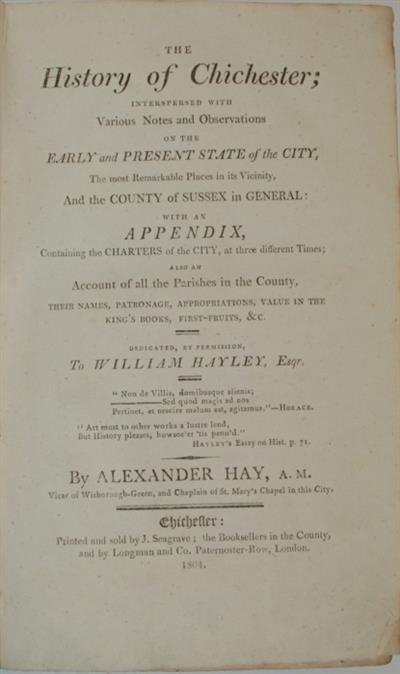 THE
History of Chichester;
INTERSPERSED WITH
Various Notes and Observations
ON THE
EARLY and PRESENT STATE of the CITY,
The most Remarkable Places in its Vicinity,
And the COUNTY of SUSSEX in GENERAL:
WITH AN
APPENDIX,
Containing the CHARTERS of the CITY, at three different Times;
ALSO AN
Account of all the Parishes in the County,
THEIR NAMES, PATRONAGE, APPROPRIATIONS, VALUE IN THE
KING'S BOOKS, FIRST-FRUITS, &C.
DEDICATED, BY PERMISSION,
To WILLIAM HAYLEY, Esqr.
"Non de Villis, domibusque alienis;
Sed quod magis ad nos
Pertinet, et nescire malum est, agitamus."—HORACE.
"Art must to other works a lustre lend,
But History pleases, howsoe'er 'tis penn'd."
HAYLEY'S Essay on Hist. p. 71.
By ALEXANDER HAY, A. M.
Vicar of Wisborough-Green, and Chaplain of St. Mary's Chapel in this City.
Chichester:
Printed and sold by J. Seagrave; the Booksellers in the County,
and by Longman and Co. Paternoster-Row, London.
1804.